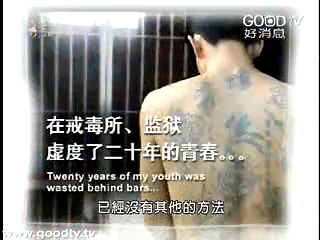 GOOD TV
好消息
在戒毒所、监狱
虚度了二十年的青春。。。
Twenty years of my youth was
wasted behind bars...
已經沒有其他的方法
www.goodtv.tv